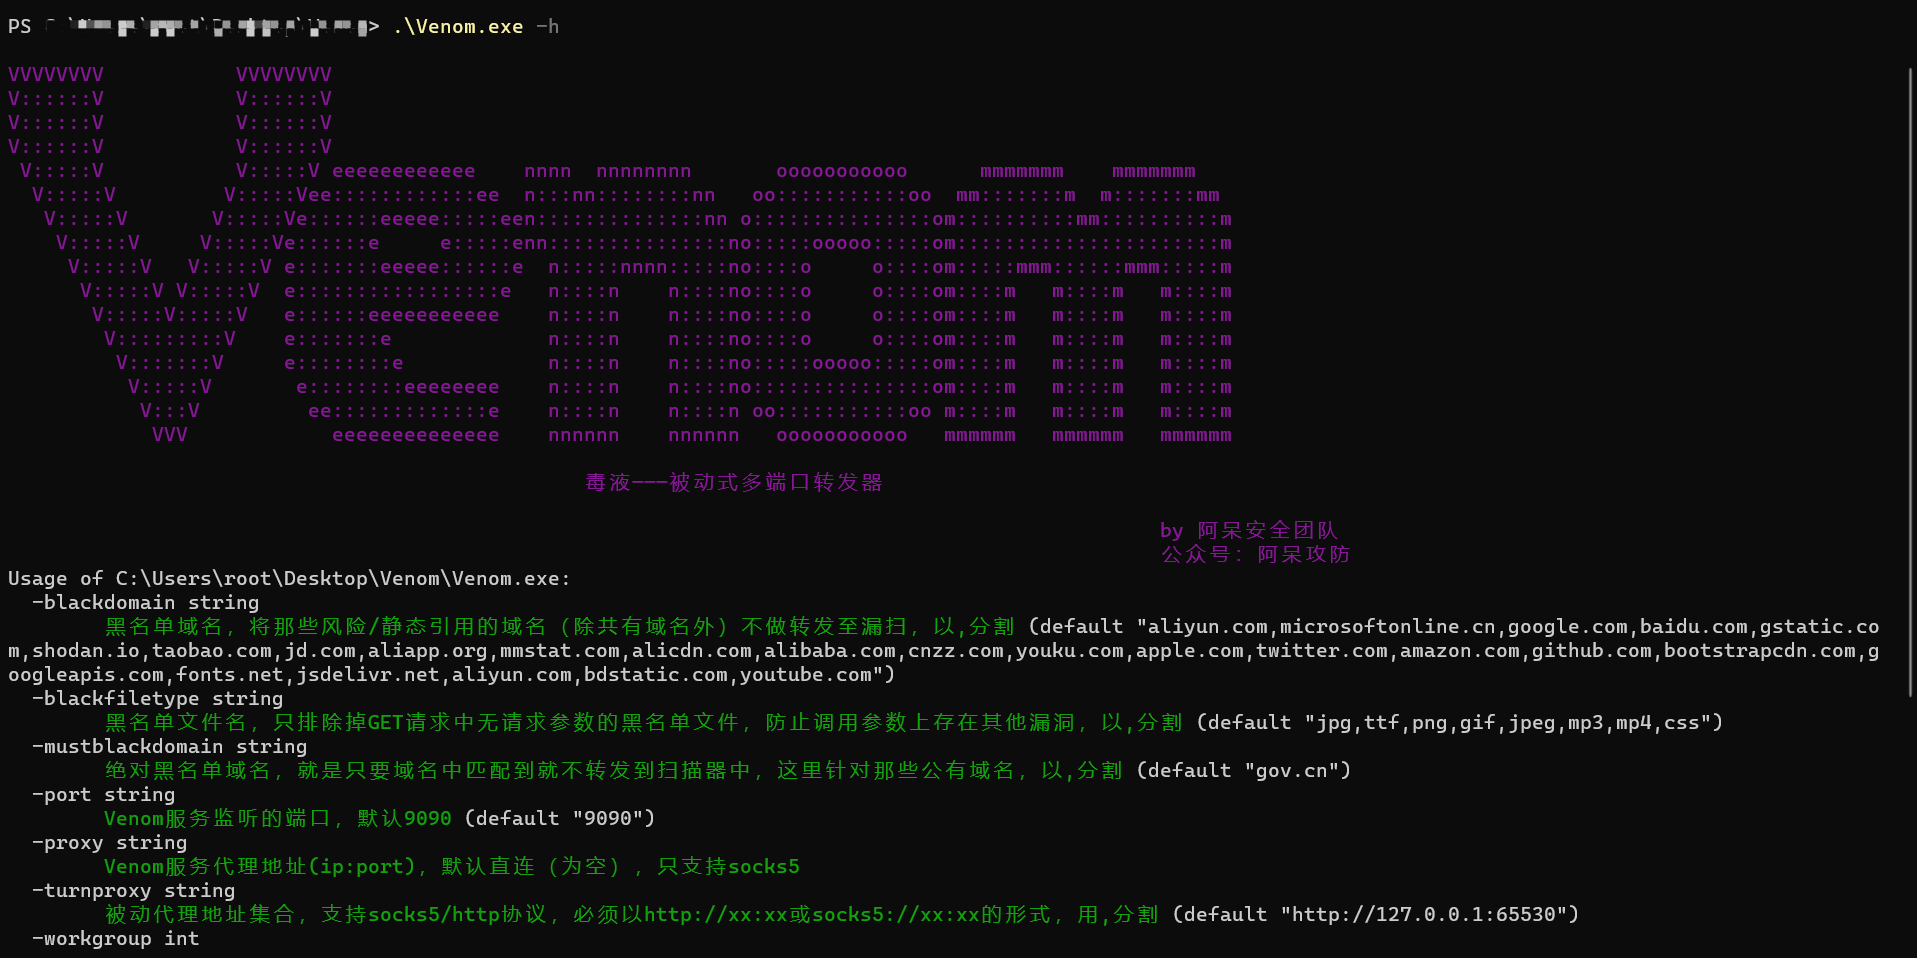 PS > .\Venom.exe -h
VVVVVVVV           VVVVVVVV
V::::::V           V::::::V
V::::::V           V::::::V
V::::::V           V::::::V
 V:::::V           V:::::V eeeeeeeeeeee    nnnn  nnnnnnnn       ooooooooooo      mmmmmmm    mmmmmmm
  V:::::V         V:::::Vee::::::::::::ee  n:::nn::::::::nn   oo:::::::::::oo  mm:::::::m  m:::::::mm
   V:::::V       V:::::Ve::::::eeeee:::::een::::::::::::::nn o:::::::::::::::om::::::::::mm::::::::::m
    V:::::V     V:::::Ve::::::e     e:::::enn:::::::::::::::no:::::ooooo:::::om::::::::::::::::::::::m
     V:::::V   V:::::V e:::::::eeeee::::::e  n:::::nnnn:::::no::::o     o::::om:::::mmm::::::mmm:::::m
      V:::::V V:::::V  e:::::::::::::::::e   n::::n    n::::no::::o     o::::om::::m   m::::m   m::::m
       V:::::V:::::V   e::::::eeeeeeeeeee    n::::n    n::::no::::o     o::::om::::m   m::::m   m::::m
        V:::::::::V    e:::::::e             n::::n    n::::no::::o     o::::om::::m   m::::m   m::::m
         V:::::::V     e::::::::e            n::::n    n::::no:::::ooooo:::::om::::m   m::::m   m::::m
          V:::::V       e::::::::eeeeeeee    n::::n    n::::no:::::::::::::::om::::m   m::::m   m::::m
           V:::V         ee:::::::::::::e    n::::n    n::::n oo:::::::::::oo m::::m   m::::m   m::::m
            VVV            eeeeeeeeeeeeee    nnnnnn    nnnnnn   ooooooooooo   mmmmmm   mmmmmm   mmmmmm
毒液---被动式多端口转发器
by 阿呆安全团队
公众号: 阿呆攻防
Usage of C:\Users\root\Desktop\Venom\Venom.exe:
  -blackdomain string
        黑名单域名，将那些风险/静态引用的域名（除共有域名外）不做转发至漏扫，以,分割 (default "aliyun.com,microsoftonline.cn,google.com,baidu.com,gstatic.co
m,shodan.io,taobao.com,jd.com,aliapp.org,mmstat.com,alicdn.com,alibaba.com,cnzz.com,youku.com,apple.com,twitter.com,amazon.com,github.com,bootstrapcdn.com,g
oogleapis.com,fonts.net,jsdelivr.net,aliyun.com,bdstatic.com,youtube.com")
  -blackfiletype string
        黑名单文件名，只排除掉GET请求中无请求参数的黑名单文件，防止调用参数上存在其他漏洞，以,分割 (default "jpg,ttf,png,gif,jpeg,mp3,mp4,css")
  -mustblackdomain string
        绝对黑名单域名，就是只要域名中匹配到就不转发到扫描器中，这里针对那些公有域名，以,分割 (default "gov.cn")
  -port string
        Venom服务监听的端口，默认9090 (default "9090")
  -proxy string
        Venom服务代理地址(ip:port)，默认直连（为空），只支持socks5
  -turnproxy string
        被动代理地址集合，支持socks5/http协议，必须以http://xx:xx或socks5://xx:xx的形式，用,分割 (default "http://127.0.0.1:65530")
  -workgroup int